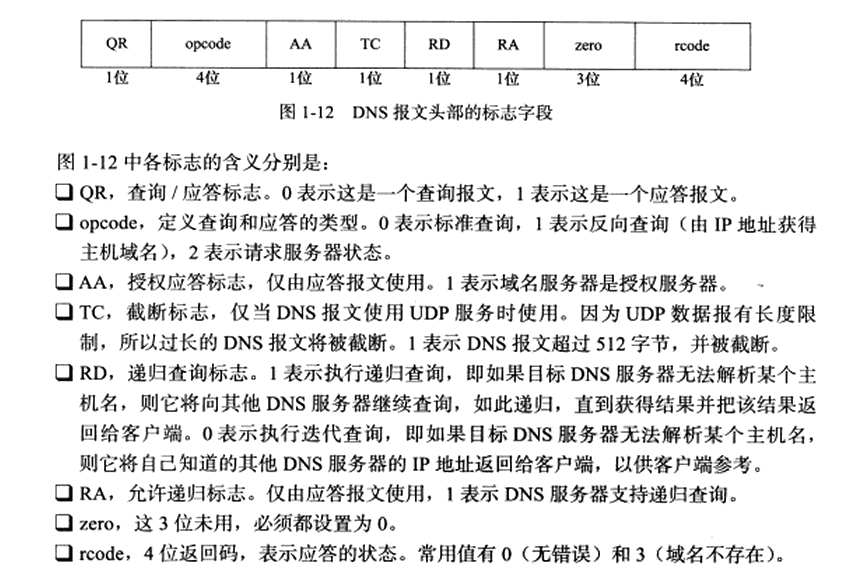 QR opcode AA TC RD RA zero rcode
1位 4位 1位 1位 1位 1位 3位 4位
图 1-12 DNS 报文头部的标志字段
图 1-12 中各标志的含义分别是：
❑ QR，查询 / 应答标志。0 表示这是一个查询报文，1 表示这是一个应答报文。
❑ opcode，定义查询和应答的类型。0 表示标准查询，1 表示反向查询（由 IP 地址获得
主机域名），2 表示请求服务器状态。
❑ AA，授权应答标志，仅由应答报文使用。1 表示域名服务器是授权服务器。
❑ TC，截断标志，仅当 DNS 报文使用 UDP 服务时使用。因为 UDP 数据报有长度限
制，所以过长的 DNS 报文将被截断。1 表示 DNS 报文超过 512 字节，并被截断。
❑ RD，递归查询标志。1 表示执行递归查询，即如果目标 DNS 服务器无法解析某个主
机名，则它将向其他 DNS 服务器继续查询，如此递归，直到获得结果并把该结果返
回给客户端。0 表示执行迭代查询，即如果目标 DNS 服务器无法解析某个主机名，
则它将自己知道的其他 DNS 服务器的 IP 地址返回给客户端，以供客户端参考。
❑ RA，允许递归标志。仅由应答报文使用，1 表示 DNS 服务器支持递归查询。
❑ zero，这 3 位未用，必须都设置为 0。
❑ rcode，4 位返回码，表示应答的状态。常用值有 0（无错误）和 3（域名不存在）。